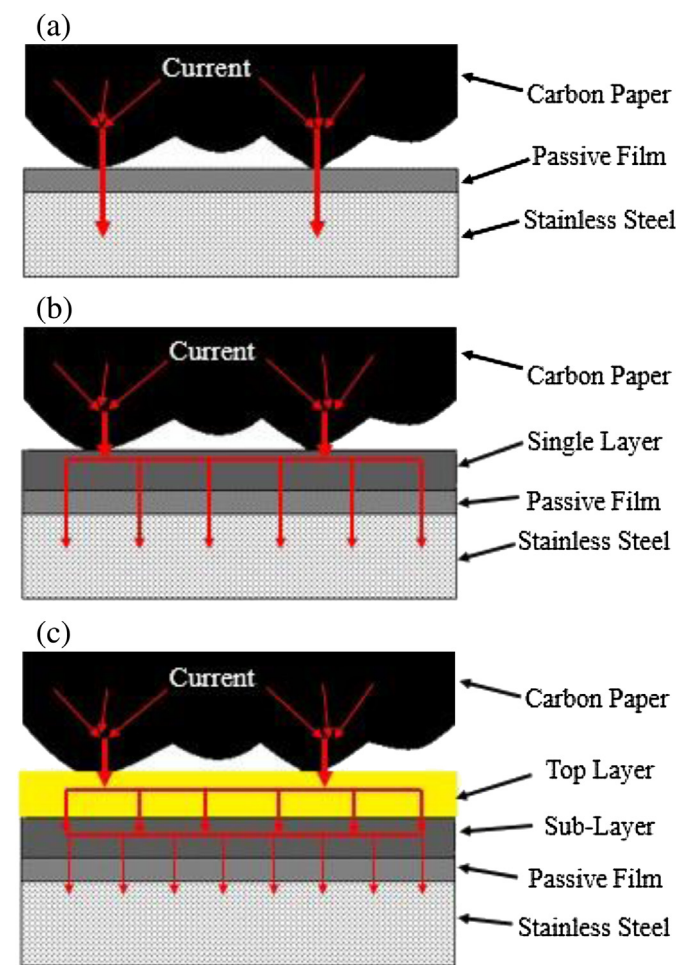 (a)
Current
Carbon Paper
Passive Film
Stainless Steel
(b)
Current
Carbon Paper
Single Layer
Passive Film
Stainless Steel
(c)
Current
Carbon Paper
Top Layer
Sub-Layer
Passive Film
Stainless Steel